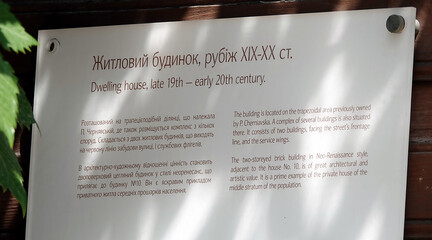 Житловий будинок, рубіж XIX-XX ст.
Dwelling house, late 19th — early 20th century.
Розташований на трапецієподібній ділянці, що належала
П. Чернявській, де також розміщується комплекс з кількох
споруд. Складається з двох житлових будинків, що виходять
на червону лінію забудови вулиці, і службових флігелів.
В архітектурно-художньому відношенні цінність становить
двоповерховий цегляний будинок у стилі неоренесанс, що
прилягає до будинку №10. Він є яскравим прикладом
приватного житла середніх прошарків населення.
The building is located on the trapezoidal area previously owned
by P. Cherniavska. A complex of several buildings is also situated
there. It consists of two buildings, facing the street's frontage
line, and the service wings.
The two-storeyed brick building in Neo-Renaissance style,
adjacent to the house No. 10, is of great architectural and
artistic value. It is a prime example of the private house of the
middle stratum of the population.